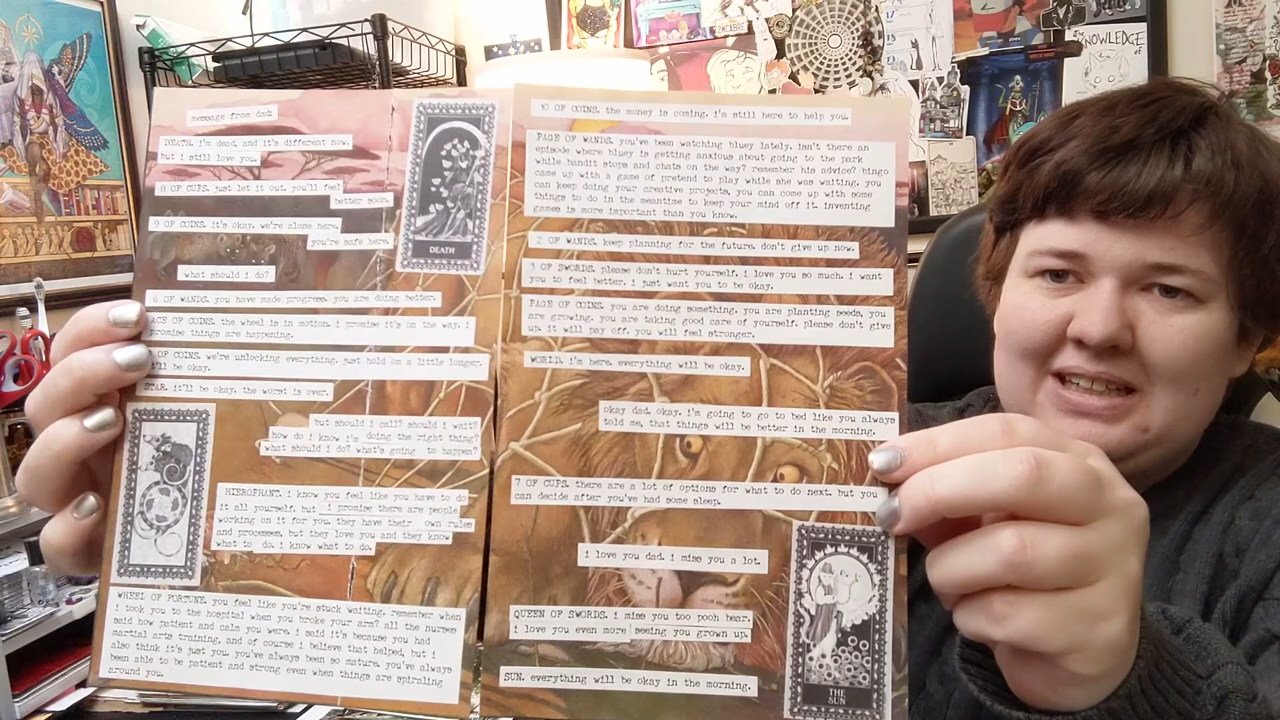 message from dad:
DEATH. i'm dead, and it's different now.
but i still love you.
8 OF CUPS. just let it out. you'll feel
better soon.
9 OF COINS. it's okay. we're alone here.
you're safe here.
what should i do?
6 OF WANDS. you have made progress. you are doing better.
ACE OF COINS. the wheel is in motion. i promise it's on the way. i
promise things are happening.
OF COINS. we're unlocking everything. just hold on a little longer.
it'll be okay.
STAR. it'll be okay. the worst is over.
but should i call? should i wait?
how do i know i'm doing the right thing?
what should i do? what's going to happen?
HIEROPHANT. i know you feel like you have to do
it all yourself. but i promise there are people
working on it for you. they have their own rules
and processes, but they love you and they know
what to do. i know what to do.
WHEEL OF FORTUNE. you feel like you're stuck waiting. remember when
i took you to the hospital when you broke your arm? all the nurses
said how patient and calm you were. i said it's because you had
martial arts training, and of course i believe that helped, but i
also think it's just you. you've always been so mature. you've always
been able to be patient and strong even when things are spiraling
around you.
DEATH
10 OF COINS. the money is coming. i'm still here to help you.
PAGE OF WANDS. you've been watching bluey lately. isn't there an
episode where bluey is getting anxious about going to the park
while bandit stops and chats on the way? remember his advice? bingo
came up with a game of pretend to play while she was waiting. you
can keep doing your creative projects, you can come up with some
things to do in the meantime to keep your mind off it. inventing
games is more important than you know.
2 OF WANDS. keep planning for the future. don't give up now.
3 OF SWORDS. please don't hurt yourself. i love you so much. i want
you to feel better. i just want you to be okay.
PAGE OF COINS. you are doing something. you are planting seeds. you
are growing. you are taking good care of yourself. please don't give
up. it will pay off. you will feel stronger.
WORLD. i'm here. everything will be okay.
okay dad. okay. i'm going to go to bed like you always
told me, that things will be better in the morning.
7 OF CUPS. there are a lot of options for what to do next. but you
can decide after you've had some sleep.
i love you dad. i miss you a lot.
QUEEN OF SWORDS. i miss you too pooh bear.
i love you even more seeing you grown up.
SUN. everything will be okay in the morning.
THE
SUN
KNOWLEDGE
OF